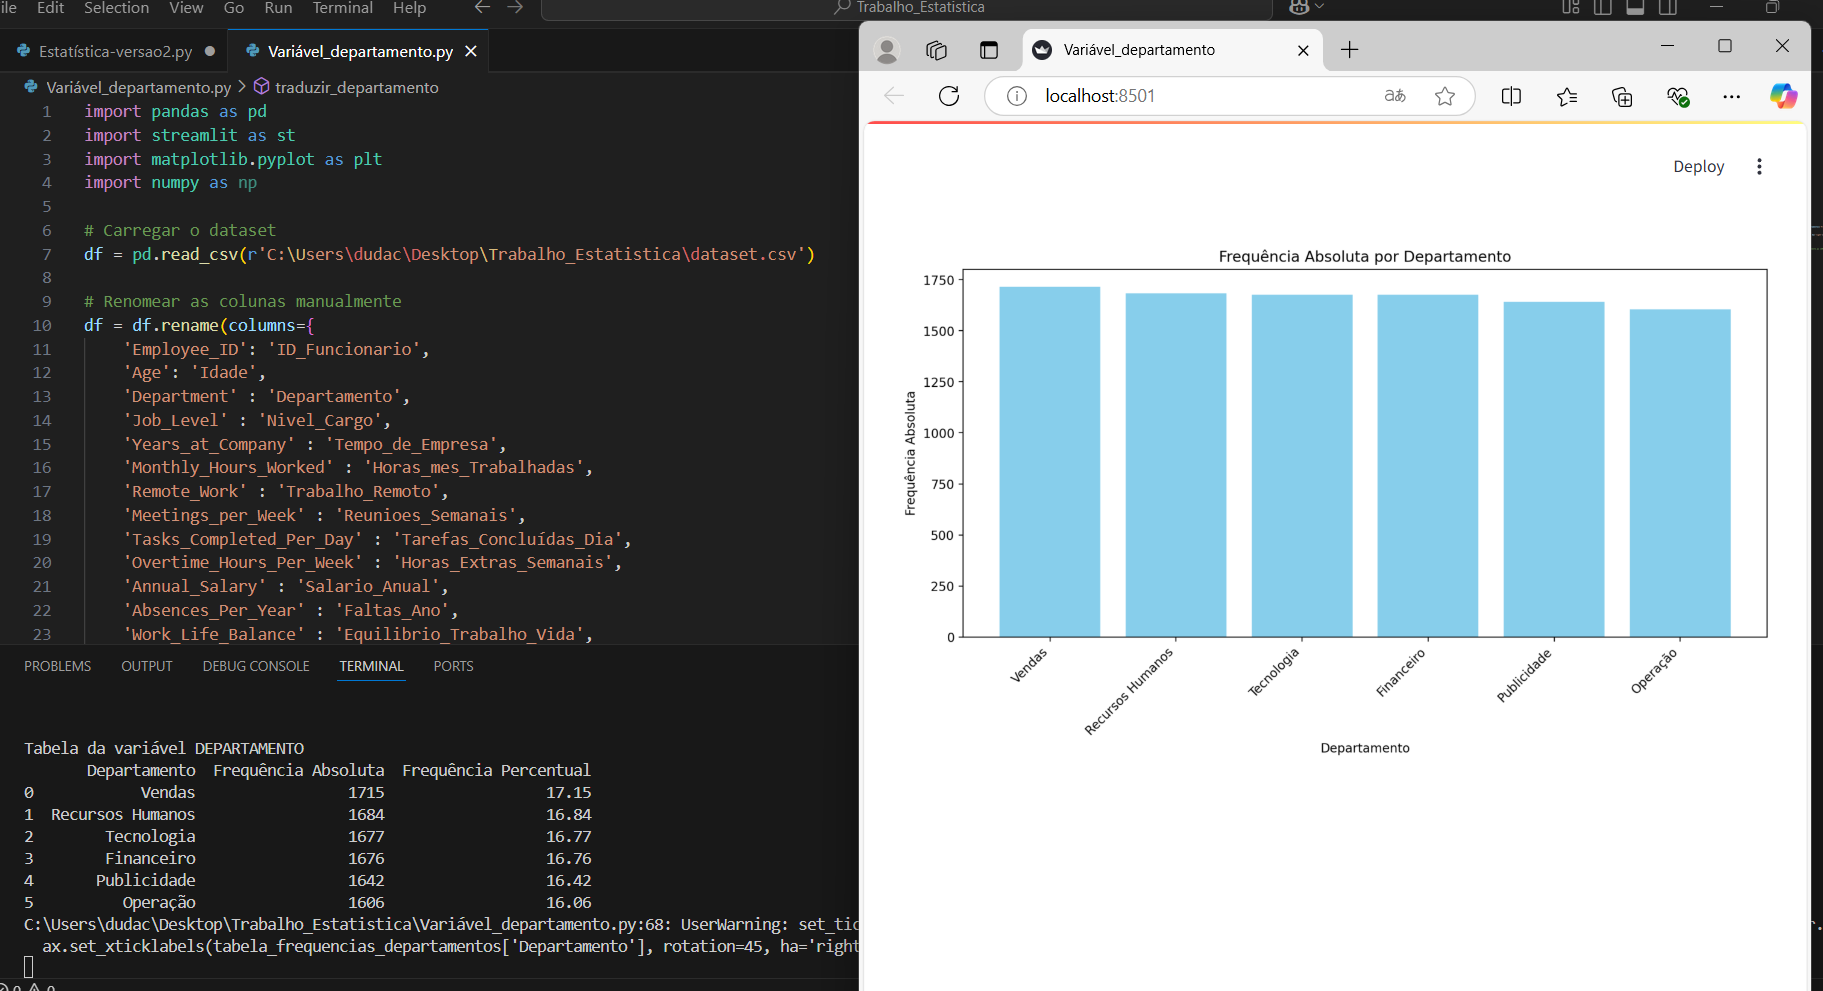 ile Edit Selection View Go Run Terminal Help
Trabalho_Estatistica
Estatística-versao2.py
Variável_departamento.py
Variável_departamento.py > traduzir_departamento
1 import pandas as pd
2 import streamlit as st
3 import matplotlib.pyplot as plt
4 import numpy as np
5
6 # Carregar o dataset
7 df = pd.read_csv(r'C:\Users\dudac\Desktop\Trabalho_Estatistica\dataset.csv')
8
9 # Renomear as colunas manualmente
10 df = df.rename(columns={
11 'Employee_ID': 'ID_Funcionario',
12 'Age': 'Idade',
13 'Department' : 'Departamento',
14 'Job_Level' : 'Nivel_Cargo',
15 'Years_at_Company' : 'Tempo_de_Empresa',
16 'Monthly_Hours_Worked' : 'Horas_mes_Trabalhadas',
17 'Remote_Work' : 'Trabalho_Remoto',
18 'Meetings_per_Week' : 'Reunioes_Semanais',
19 'Tasks_Completed_Per_Day' : 'Tarefas_Concluídas_Dia',
20 'Overtime_Hours_Per_Week' : 'Horas_Extras_Semanais',
21 'Annual_Salary' : 'Salario_Anual',
22 'Absences_Per_Year' : 'Faltas_Ano',
23 'Work_Life_Balance' : 'Equilibrio_Trabalho_Vida',
PROBLEMS OUTPUT DEBUG CONSOLE TERMINAL PORTS
Tabela da variável DEPARTAMENTO
Departamento Frequência Absoluta Frequência Percentual
0 Vendas 1715 17.15
1 Recursos Humanos 1684 16.84
2 Tecnologia 1677 16.77
3 Financeiro 1676 16.76
4 Publicidade 1642 16.42
5 Operação 1606 16.06
C:\Users\dudac\Desktop\Trabalho_Estatistica\Variável_departamento.py:68: UserWarning: set_tic
ax.set_xticklabels(tabela_frequencias_departamentos['Departamento'], rotation=45, ha='right
Variável_departamento
localhost:8501
aあ
Deploy
Frequência Absoluta por Departamento
Frequência Absoluta
1750
1500
1250
1000
750
500
250
0
Vendas
Recursos Humanos
Tecnologia
Financeiro
Publicidade
Operação
Departamento